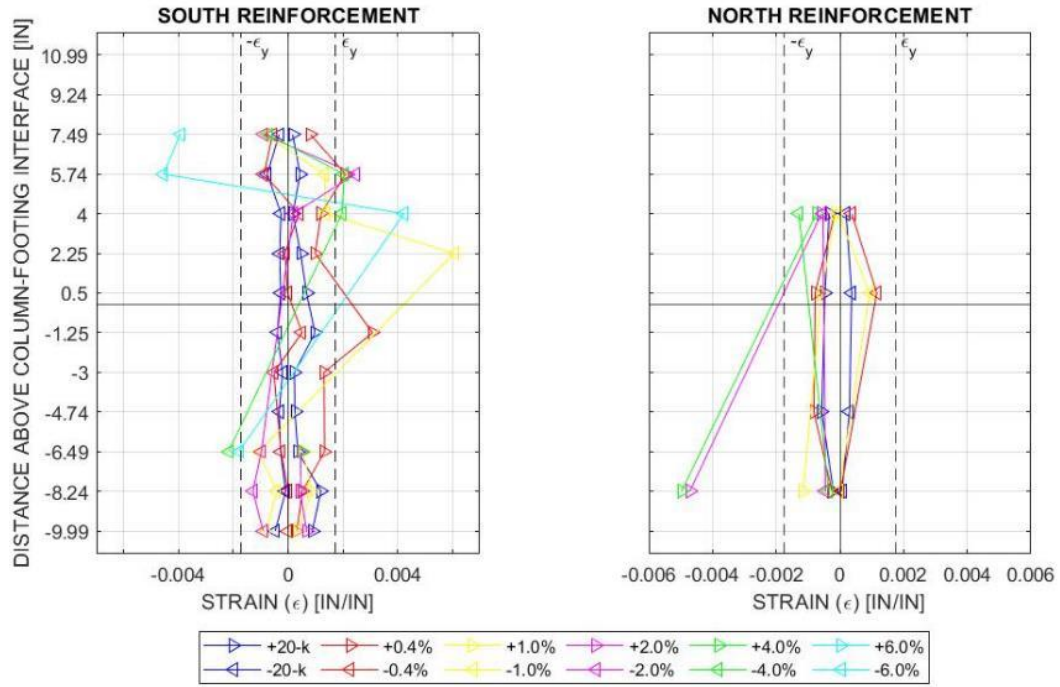 SOUTH REINFORCEMENT
NORTH REINFORCEMENT
DISTANCE ABOVE COLUMN-FOOTING INTERFACE [IN]
-ϵy
ϵy
-ϵy
ϵy
10.99
9.24
7.49
5.74
4
2.25
0.5
-1.25
-3
-4.74
-6.49
-8.24
-9.99
-0.004 0 0.004
-0.006 -0.004 -0.002 0 0.002 0.004 0.006
STRAIN (ϵ) [IN/IN]
STRAIN (ϵ) [IN/IN]
+20-k +0.4% +1.0% +2.0% +4.0% +6.0%
-20-k -0.4% -1.0% -2.0% -4.0% -6.0%